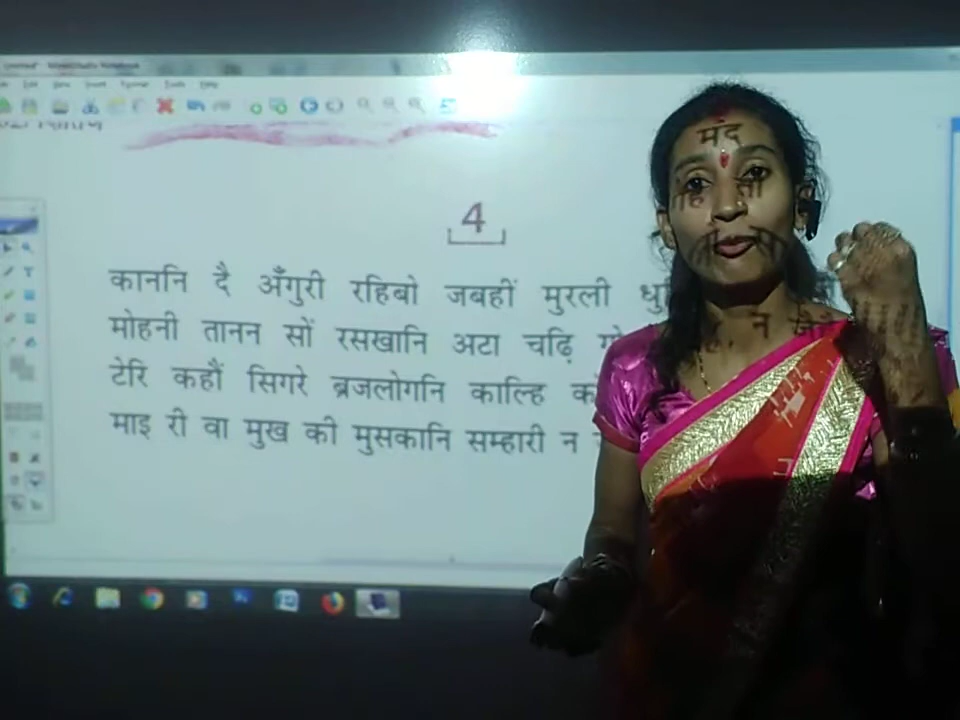 4
काननि दै अँगुरी रहिबो जबहीं मुरली धु
मोहनी तानन सों रसखानि अटा चढ़ि गो
टेरि कहौं सिगरे ब्रजलोगनि काल्हि को
माइ री वा मुख की मुसकानि सम्हारी न
मंद
न जैहै